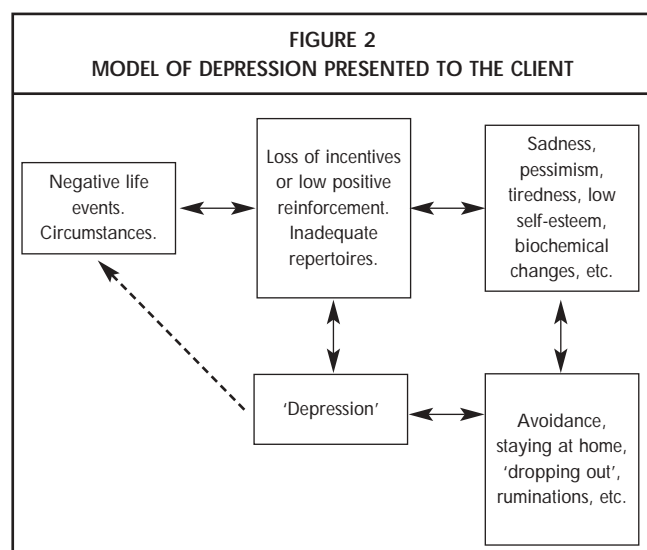 FIGURE 2
MODEL OF DEPRESSION PRESENTED TO THE CLIENT
Negative life
events.
Circumstances.
Loss of incentives
or low positive
reinforcement.
Inadequate
repertoires.
Sadness,
pessimism,
tiredness, low
self-esteem,
biochemical
changes, etc.
‘Depression’
Avoidance,
staying at home,
‘dropping out’,
ruminations, etc.